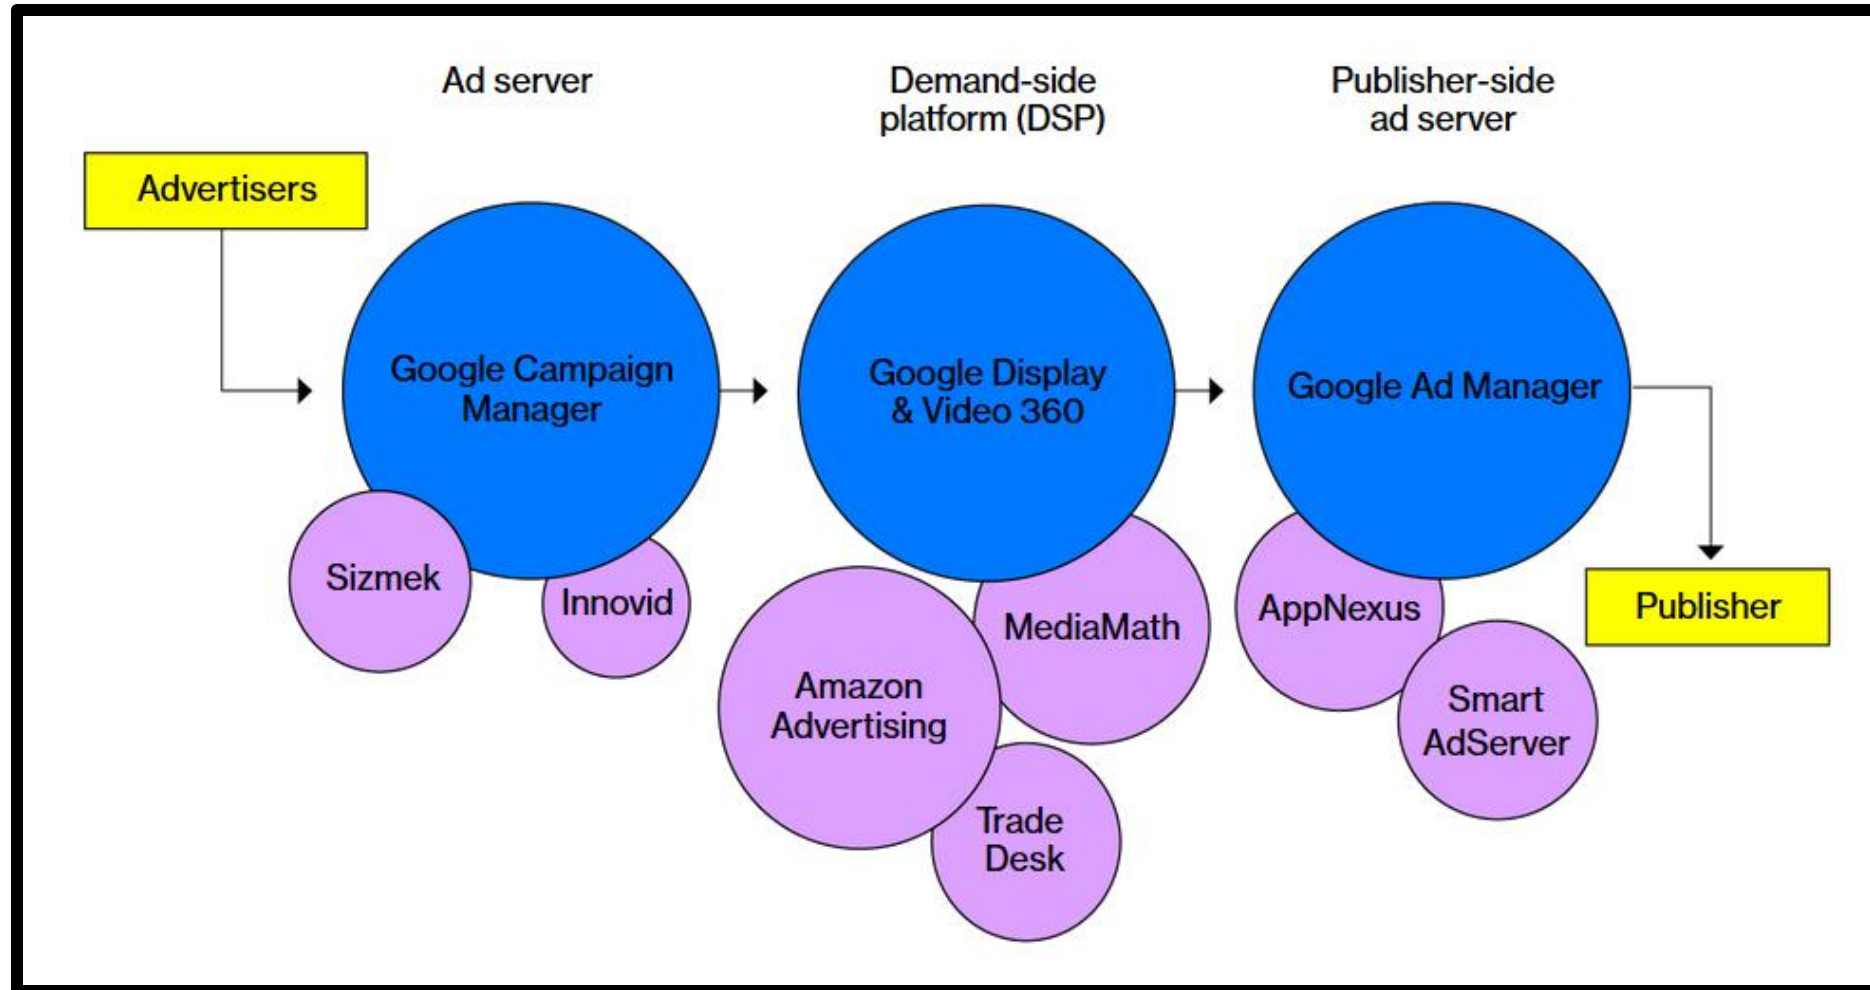 Ad server
Demand-side
platform (DSP)
Publisher-side
ad server
Advertisers
Google Campaign
Manager
Google Display
& Video 360
Google Ad Manager
Sizmek
Innovid
MediaMath
Amazon
Advertising
Trade
Desk
AppNexus
Smart
AdServer
Publisher